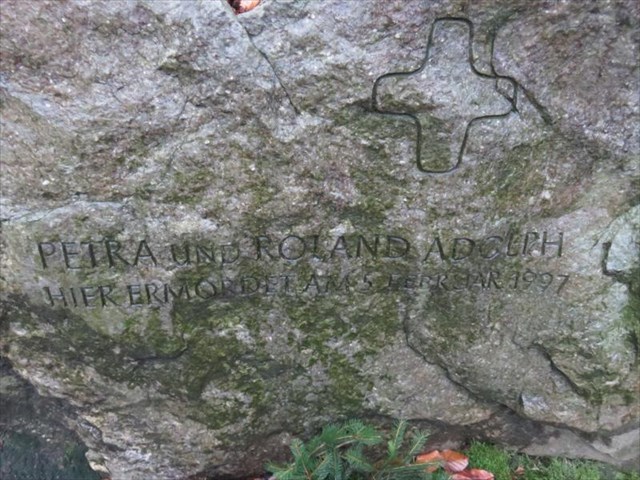 PETRA UND ROLAND ADOLPH
HIER ERMORDET AM 5. FEBRUAR 1997